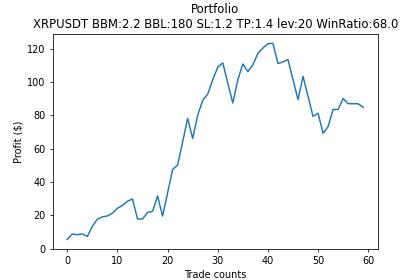 Portfolio
XRPUSDT BBM:2.2 BBL:180 SL:1.2 TP:1.4 lev:20 WinRatio:68.0
120
100
80
60
40
20
0
Profit ($)
0 10 20 30 40 50 60
Trade counts